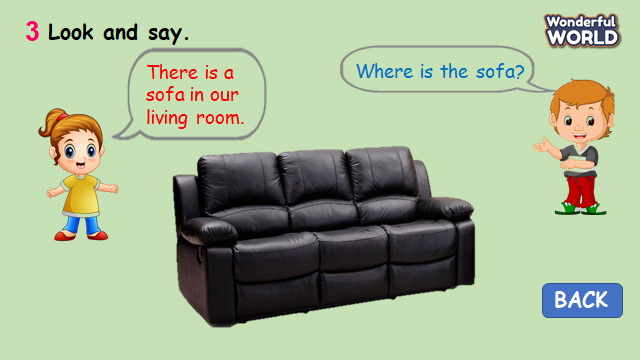 3 Look and say.
Wonderful
WORLD
There is a
sofa in our
living room.
Where is the sofa?
BACK